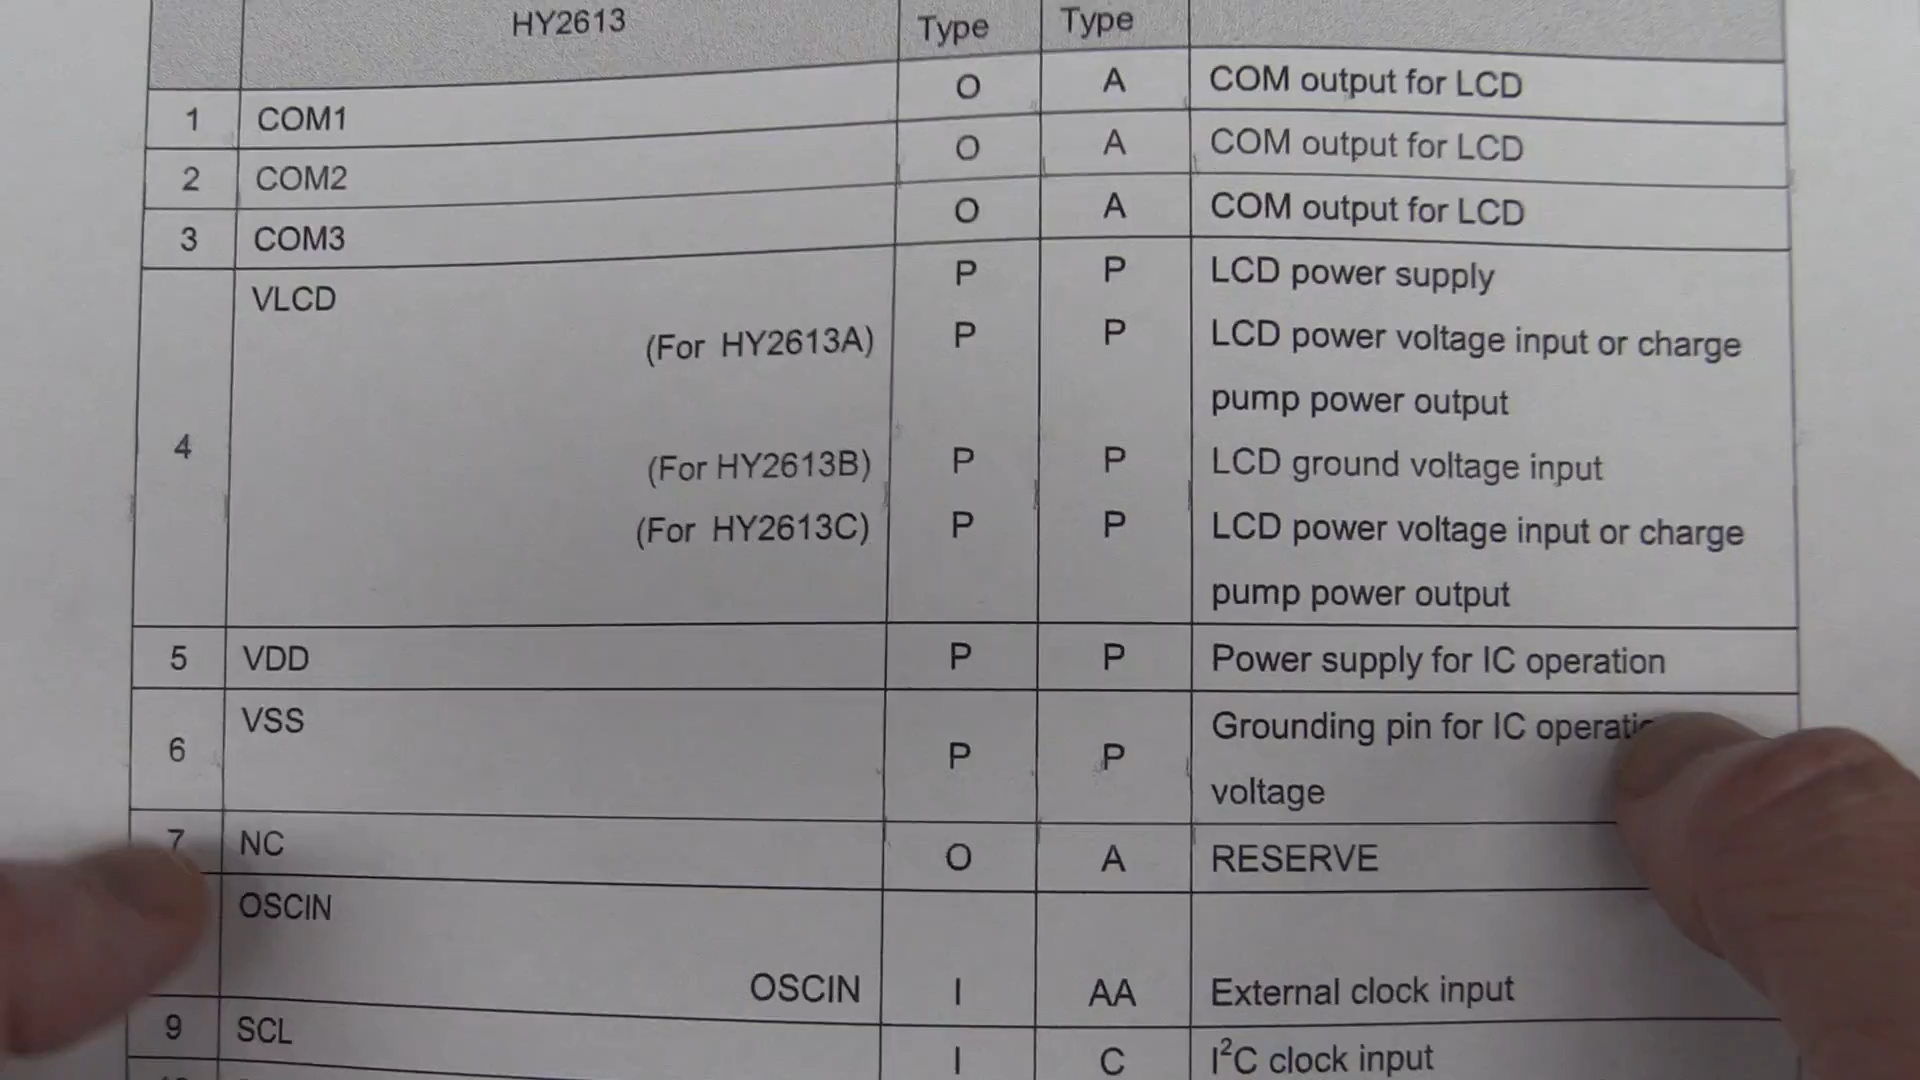 HY2613 Type Type
1 COM1 O A COM output for LCD
2 COM2 O A COM output for LCD
3 COM3 O A COM output for LCD
4 VLCD P P LCD power supply
(For HY2613A) P P LCD power voltage input or charge
pump power output
(For HY2613B) P P LCD ground voltage input
(For HY2613C) P P LCD power voltage input or charge
pump power output
5 VDD P P Power supply for IC operation
6 VSS P P Grounding pin for IC
voltage
7 NC O A RESERVE
OSCIN
OSCIN I AA External clock input
9 SCL I C I²C clock input